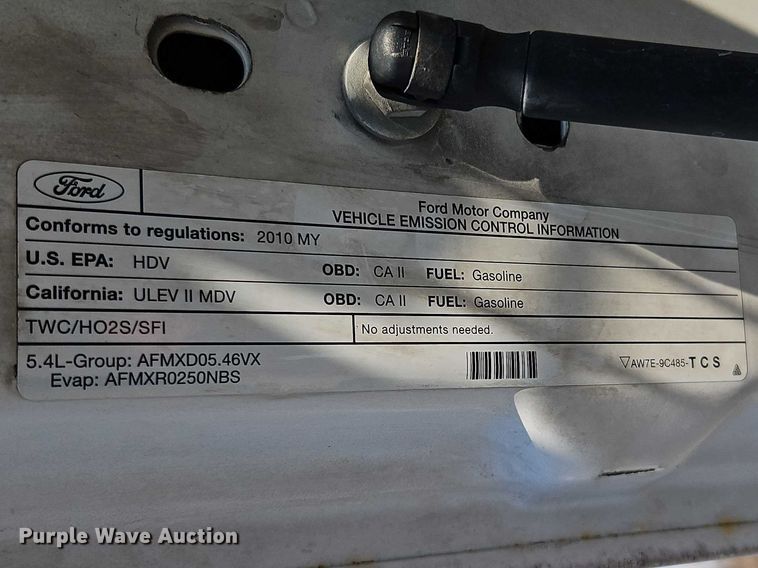 Ford
Ford Motor Company
VEHICLE EMISSION CONTROL INFORMATION
Conforms to regulations: 2010 MY
U.S. EPA: HDV OBD: CA II FUEL: Gasoline
California: ULEV II MDV OBD: CA II FUEL: Gasoline
TWC/HO2S/SFI No adjustments needed.
5.4L-Group: AFMXD05.46VX
Evap: AFMXR0250NBS
AW7E-9C485-TCS
Purple Wave Auction